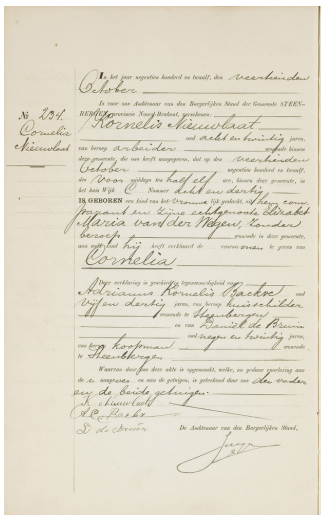 In het jaar negentien honderd en twaalf, den veertienden
October
is voor ons Ambtenaar van den Burgerlijken Stand der Gemeente STEEN-
BERGEN, Provincie Noord-Brabant, verschenen:
Nº 234.
Cornelia
Nieuwlaat
Kornelis Nieuwlaat
oud acht en twintig jaren,
van beroep arbeider wonende binnen
deze gemeente, die ons heeft aangegeven, dat op den veertienden
October negentien honderd en twaalf,
des voor middags ten half elf ure, binnen deze gemeente, in
het huis Wijk C Nummer acht en dertig
IS GEBOREN een kind van het vrouwelijk geslacht, uit hem com-
parant en zijne echtgenoote Elizabet
Maria van der Wegen, zonder
beroep wonende in deze gemeente,
aan welk kind hij heeft verklaard de voornamen te geven van
Cornelia
Deze verklaring is geschied in tegenwoordigheid van:
Adrianus Kornelis Backx oud
vijf en dertig jaren, van beroep huisschilder
wonende te Steenbergen
en van Daniël de Bruin
oud negen en twintig jaren,
van beroep koopman wonende
te Steenbergen
Waarvan door ons deze akte is opgemaakt, welke, na gedane voorlezing aan de
en aan de getuigen, is geteekend door ons den vader
en de beide getuigen.
K. Nieuwlaat
A.C. Backx
D de Bruin
De Ambtenaar van den Burgerlijken Stand,